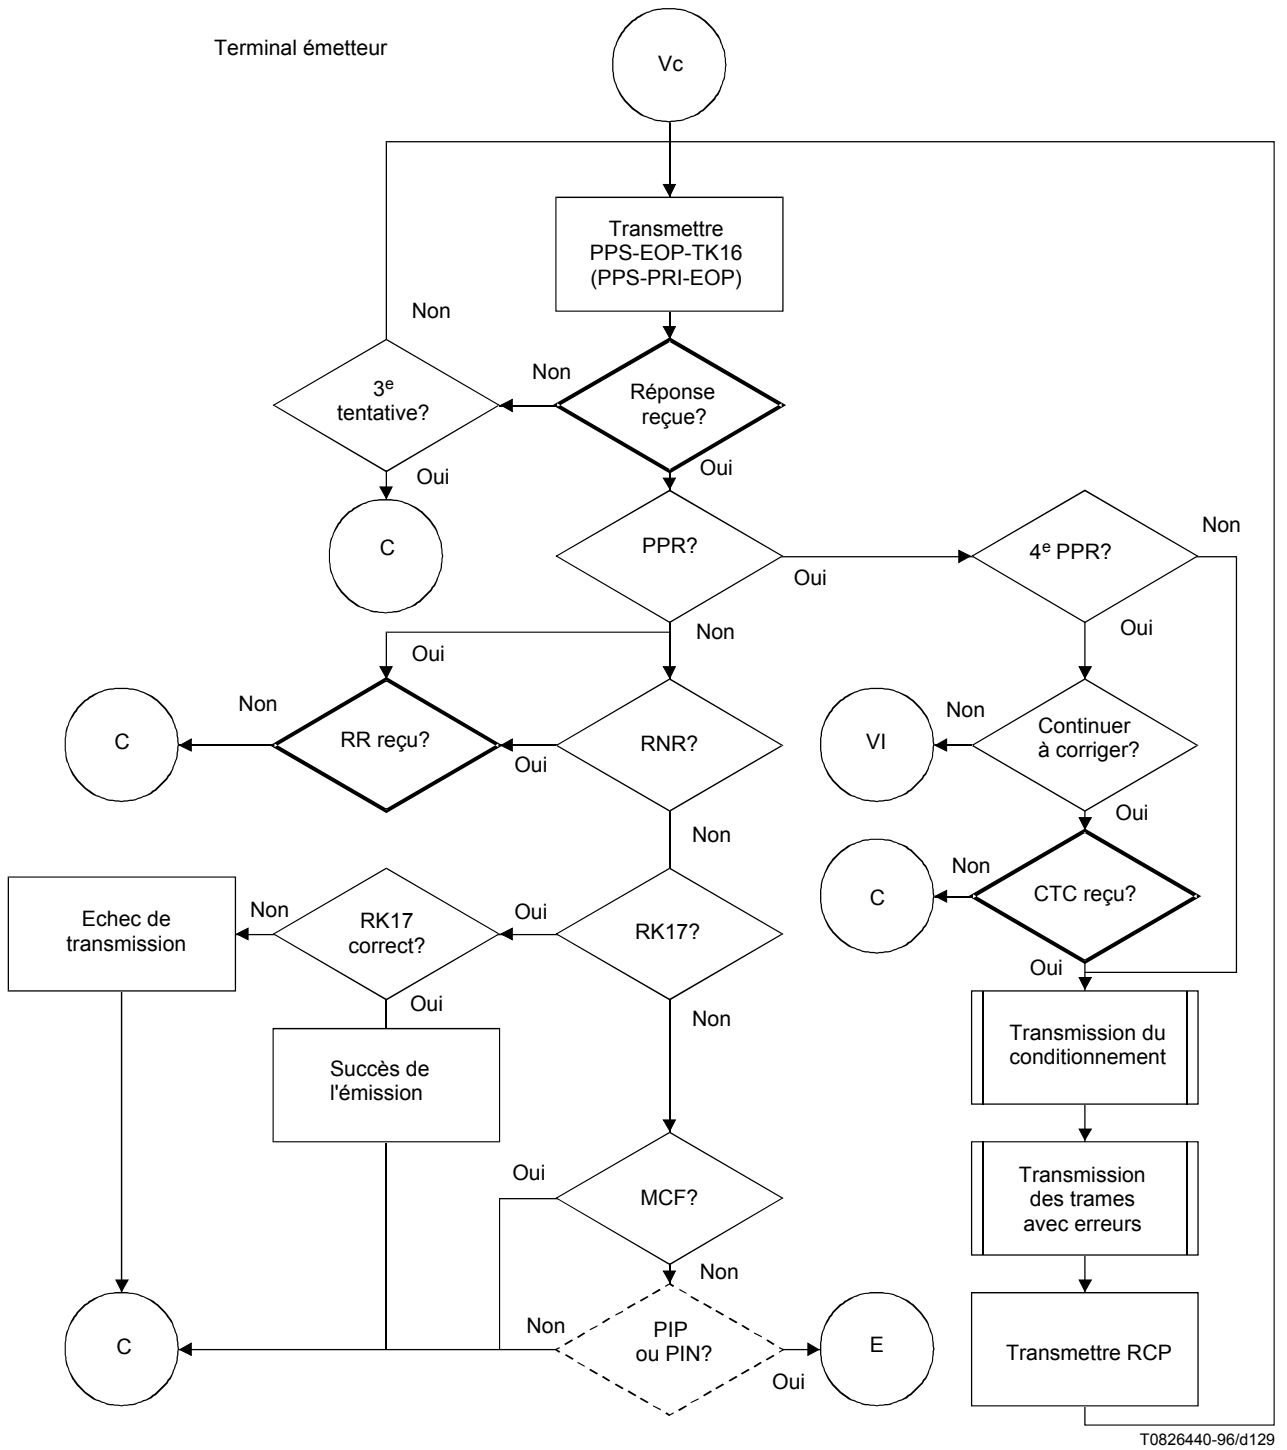 Terminal émetteur
Vc
Transmettre
PPS-EOP-TK16
(PPS-PRI-EOP)
Non
3e
tentative?
Non
Réponse
reçue?
Oui
Oui
C
PPR?
Oui
4e PPR?
Non
Non
Oui
Oui
C
Non
RR reçu?
Oui
RNR?
VI
Non
Continuer
à corriger?
Non
Oui
C
Non
CTC reçu?
Echec de
transmission
Non
RK17
correct?
Oui
RK17?
Oui
Oui
Non
Transmission du
conditionnement
Succès de
l'émission
Oui
MCF?
Transmission
des trames
avec erreurs
Non
C
Non
PIP
ou PIN?
Oui
E
Transmettre RCP
T0826440-96/d129